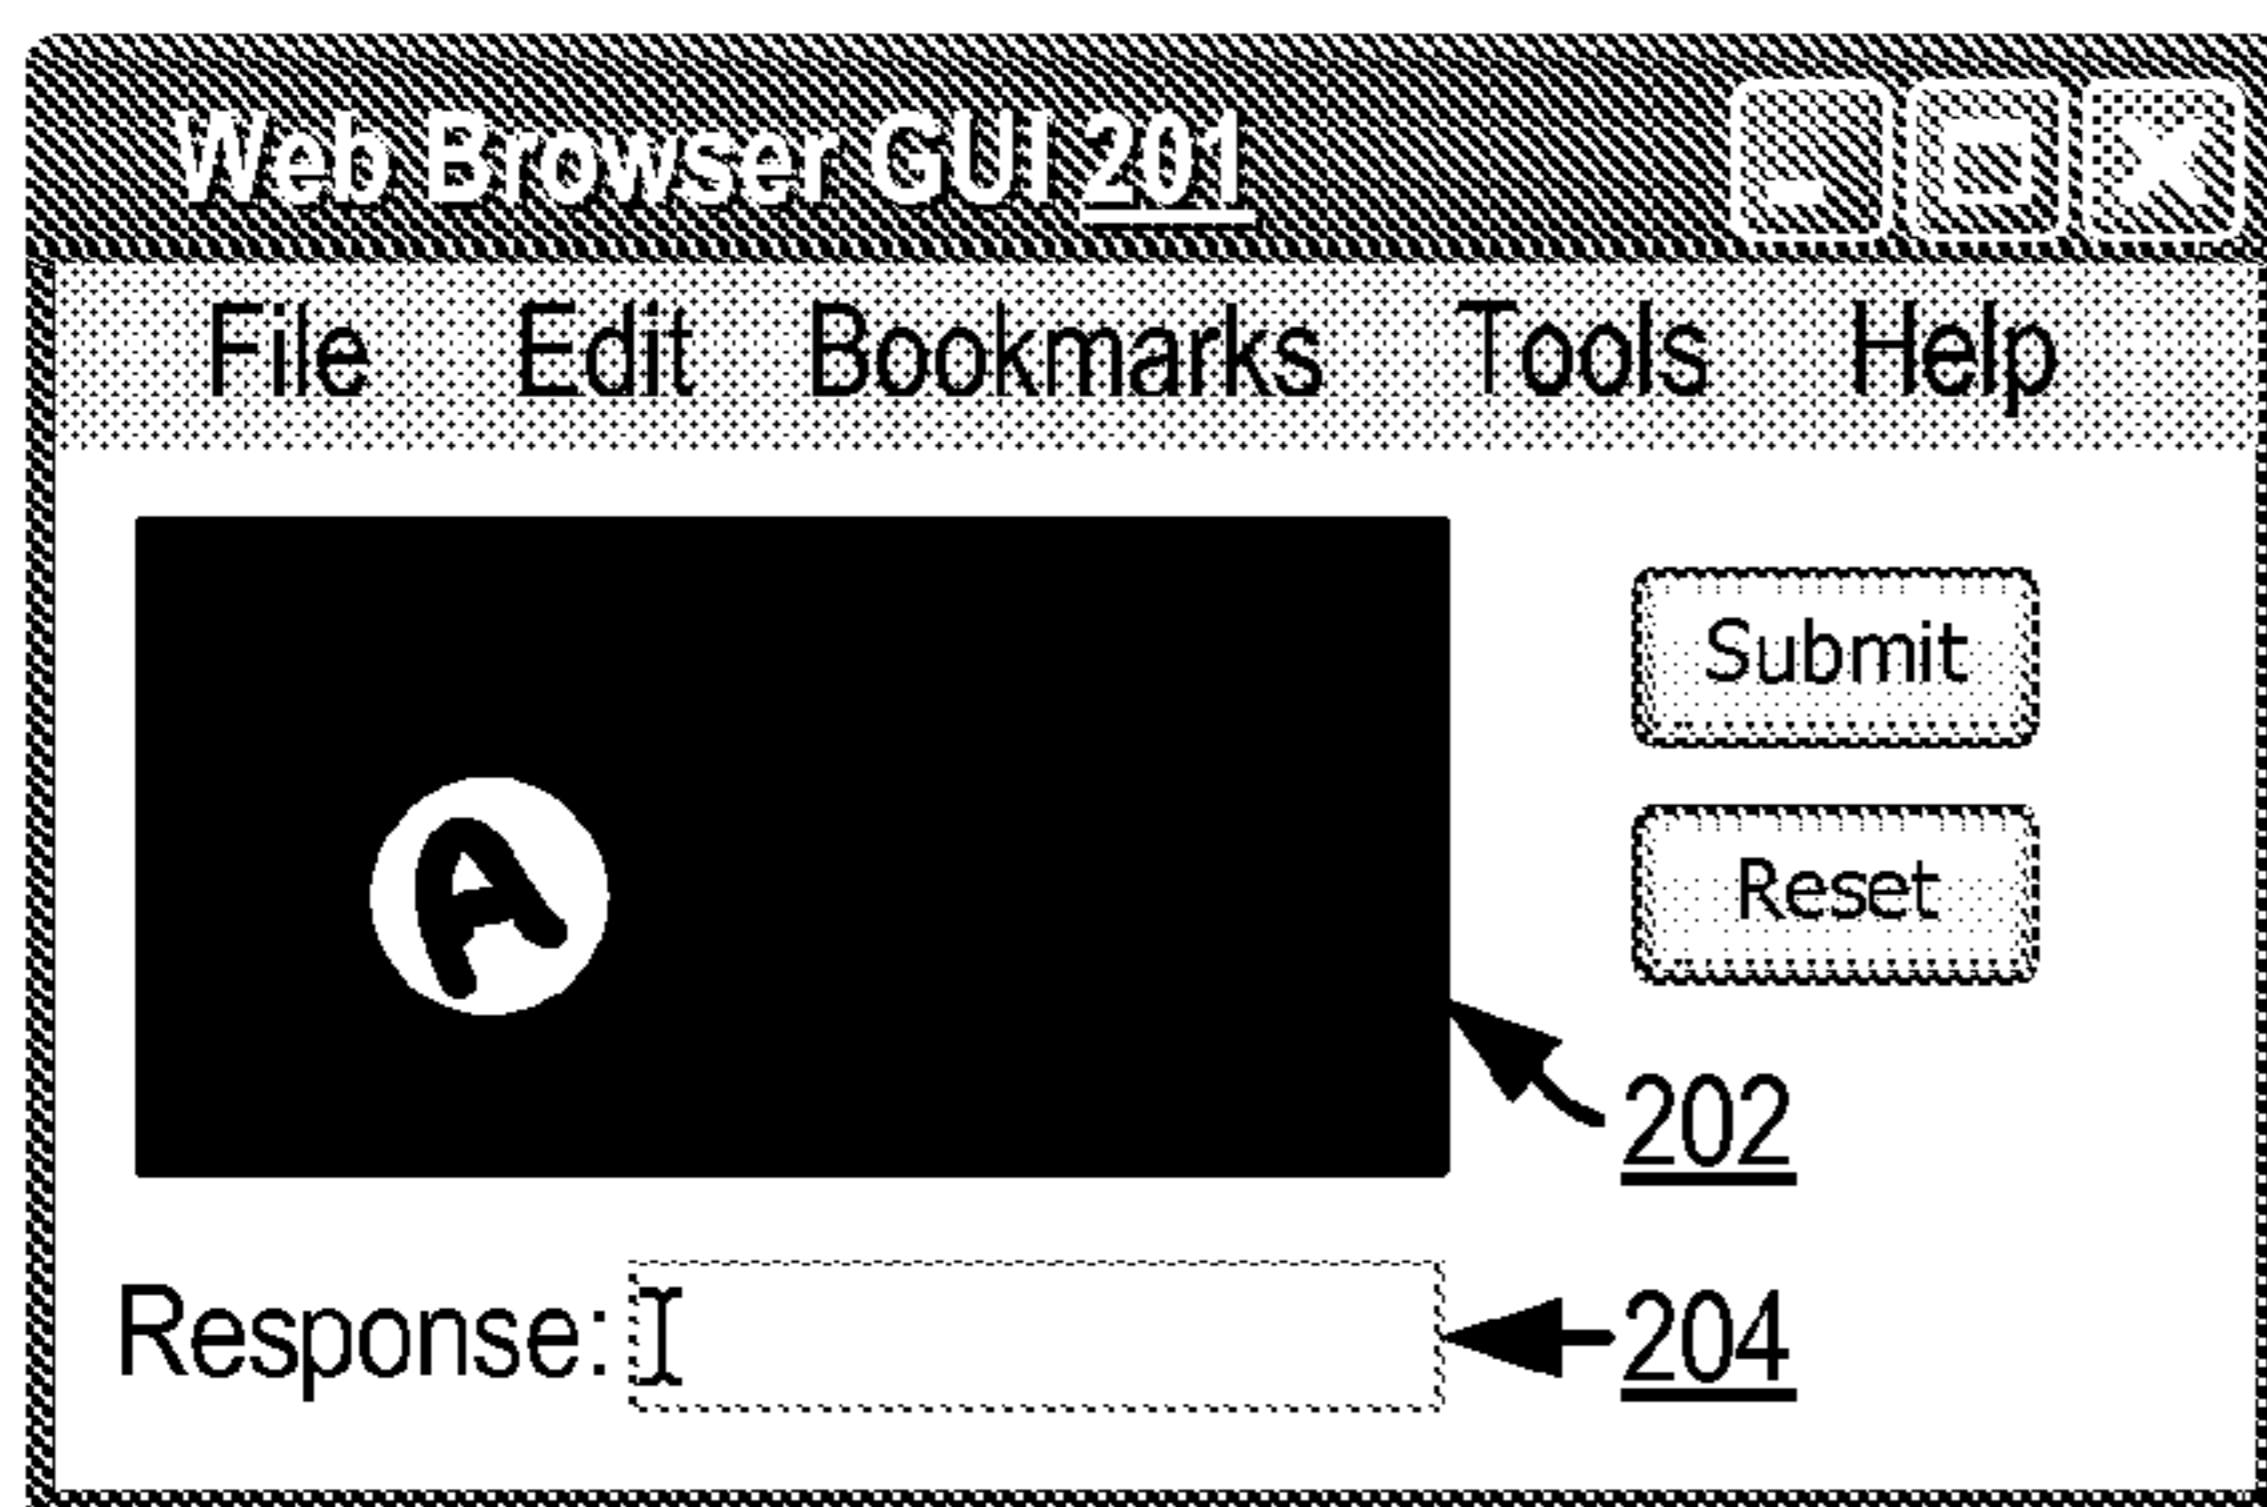 Web Browser GUI 201
File Edit Bookmarks Tools Help
Submit
A
Reset
202
Response: 204